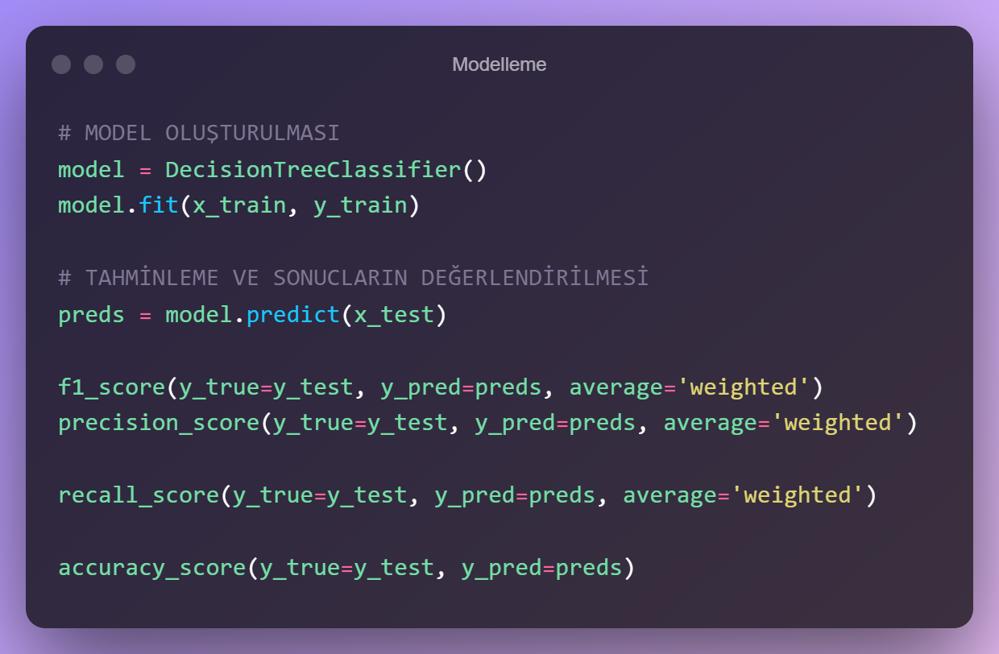 Modelleme
# MODEL OLUŞTURULMASI
model = DecisionTreeClassifier()
model.fit(x_train, y_train)
# TAHMİNLEME VE SONUCLARIN DEĞERLENDİRİLMESİ
preds = model.predict(x_test)
f1_score(y_true=y_test, y_pred=preds, average='weighted')
precision_score(y_true=y_test, y_pred=preds, average='weighted')
recall_score(y_true=y_test, y_pred=preds, average='weighted')
accuracy_score(y_true=y_test, y_pred=preds)